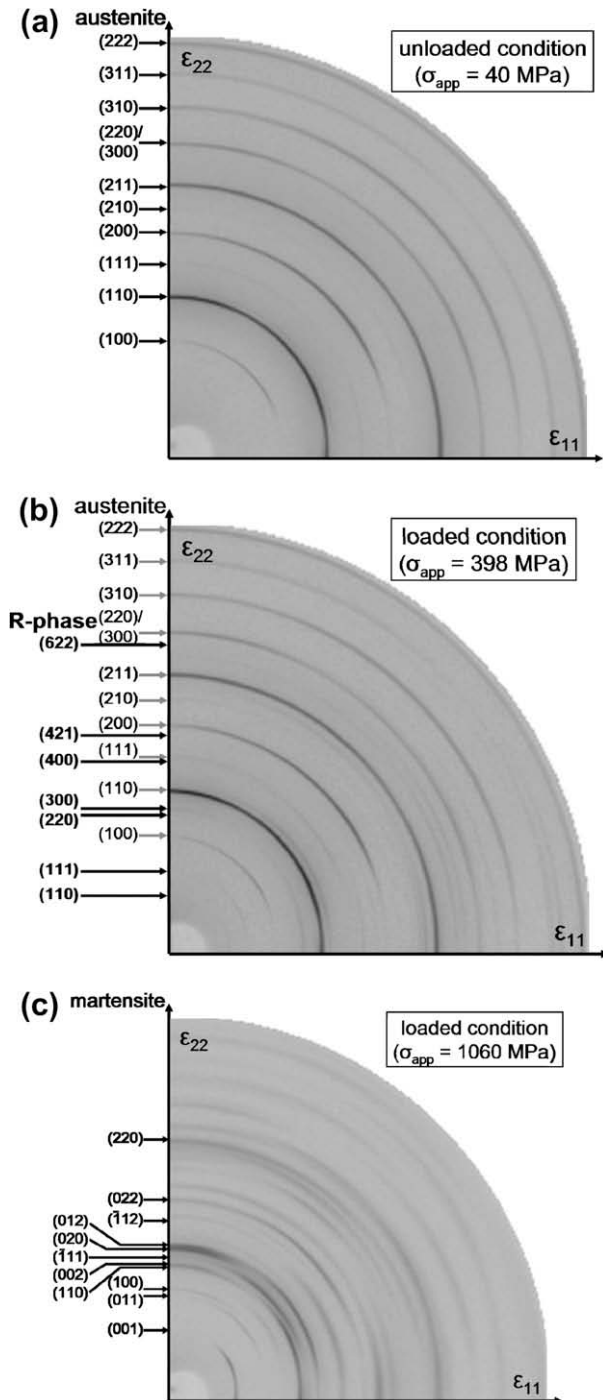 (a)
austenite
(222)
(311)
(310)
(220)/
(300)
(211)
(210)
(200)
(111)
(110)
(100)
ε22
unloaded condition
(σapp = 40 MPa)
ε11
(b)
austenite
(222)
(311)
(310)
(220)/
R-phase
(300)
(622)
(211)
(210)
(200)
(421)
(111)
(400)
(110)
(300)
(220)
(100)
(111)
(110)
ε22
loaded condition
(σapp = 398 MPa)
ε11
(c)
martensite
ε22
loaded condition
(σapp = 1060 MPa)
(220)
(022)
(1̄12)
(012)
(020)
(1̄11)
(002)
(100)
(110)
(011)
(001)
ε11